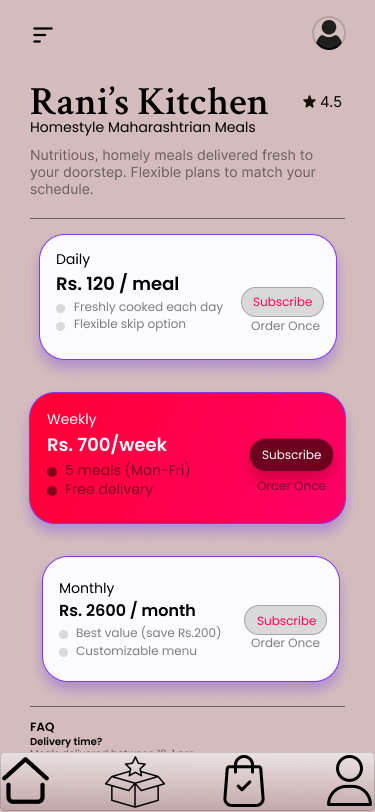 Rani's Kitchen
4.5
Homestyle Maharashtrian Meals
Nutritious, homely meals delivered fresh to
your doorstep. Flexible plans to match your
schedule.
Daily
Rs. 120 / meal
Freshly cooked each day
Flexible skip option
Subscribe
Order Once
Weekly
Rs. 700/week
5 meals (Mon-Fri)
Free delivery
Subscribe
Order Once
Monthly
Rs. 2600 / month
Best value (save Rs.200)
Customizable menu
Subscribe
Order Once
FAQ
Delivery time?
Meals delivered between